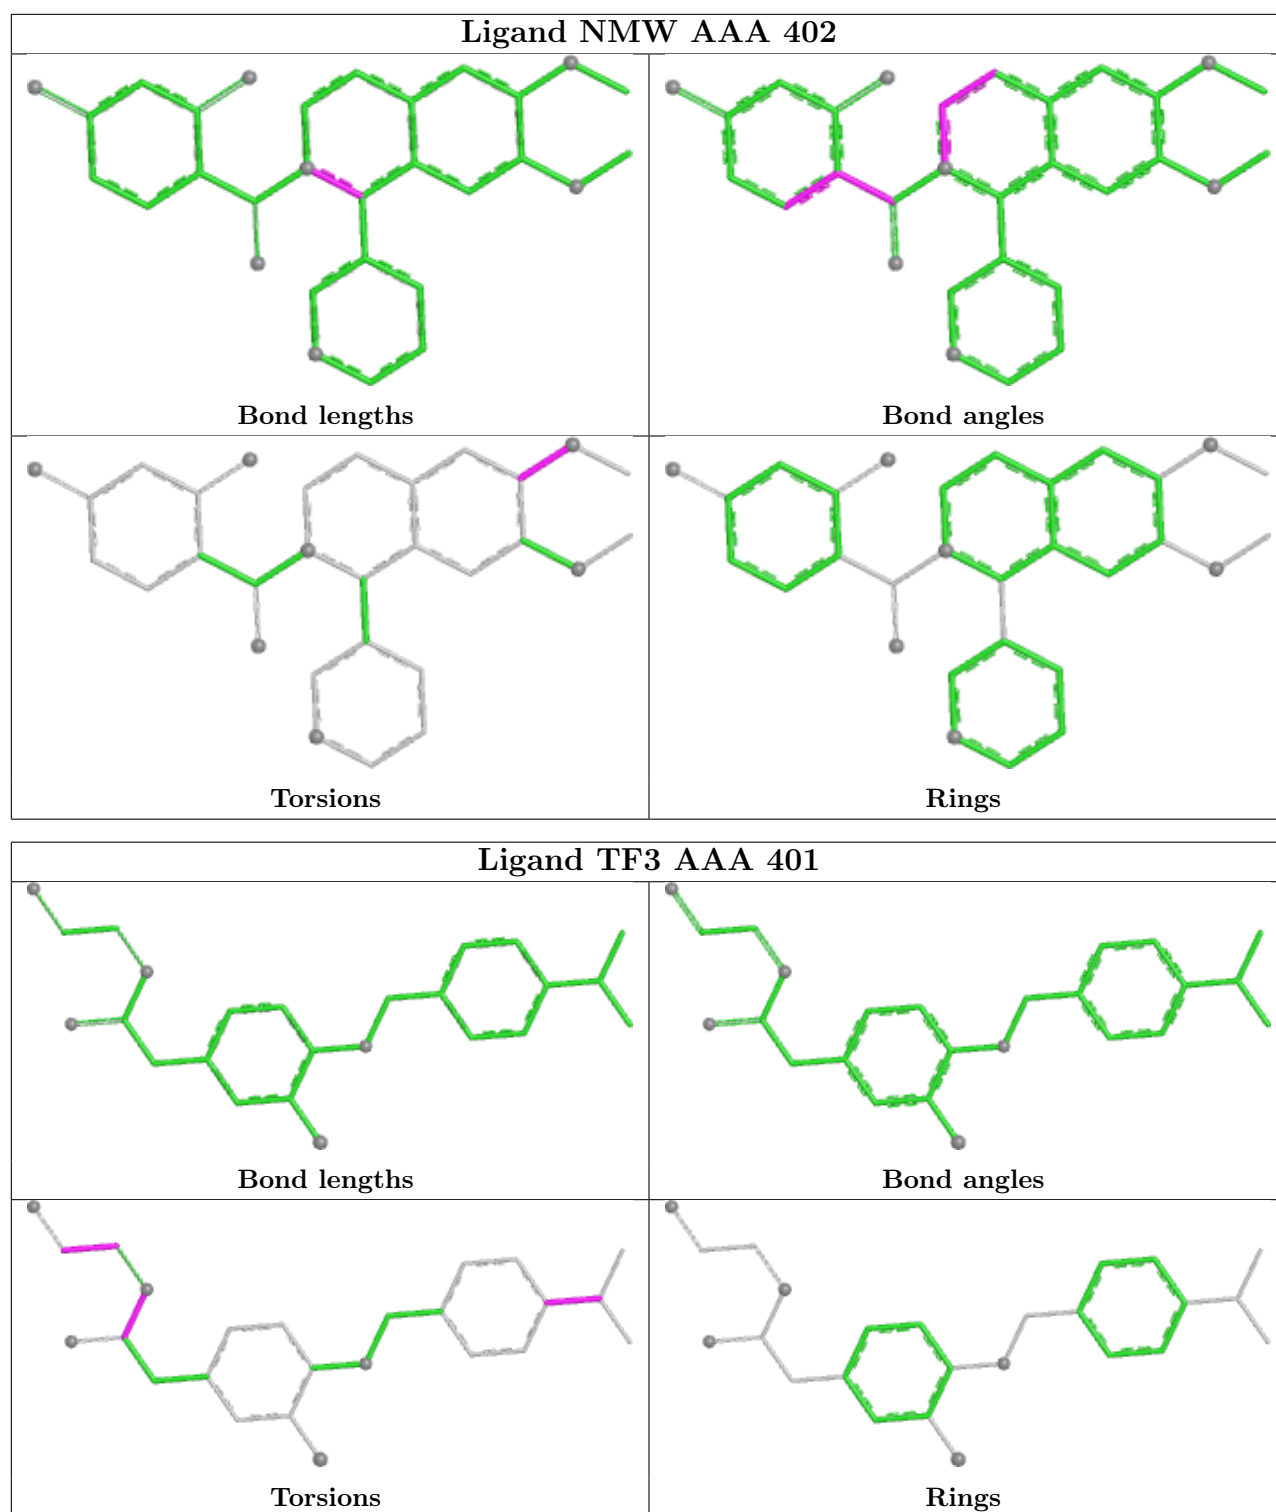 Ligand NMW AAA 402
Bond lengths
Bond angles
Torsions
Rings
Ligand TF3 AAA 401
Bond lengths
Bond angles
Torsions
Rings